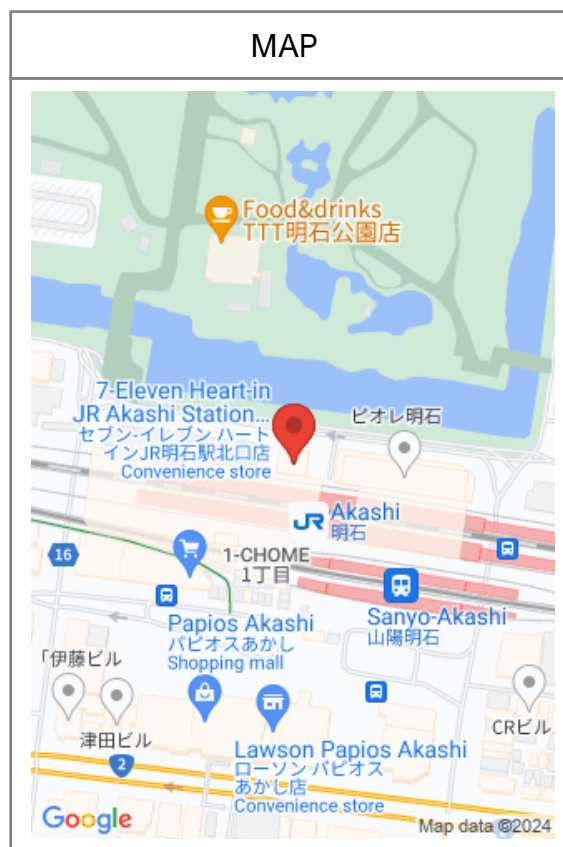 MAP
Food&drinks
TTT明石公園店
7-Eleven Heart-in
JR Akashi Station...
セブン-イレブン ハート
インJR明石駅北口店
Convenience store
ピオレ明石
JR
Akashi
明石
16
1-CHOME
1丁目
Sanyo-Akashi
山陽明石
Papios Akashi
パピオスあかし
Shopping mall
「伊藤ビル
津田ビル
CRビル
2
Lawson Papios Akashi
ローソン パピオス
あかし店
Convenience store
Google
Map data ©2024